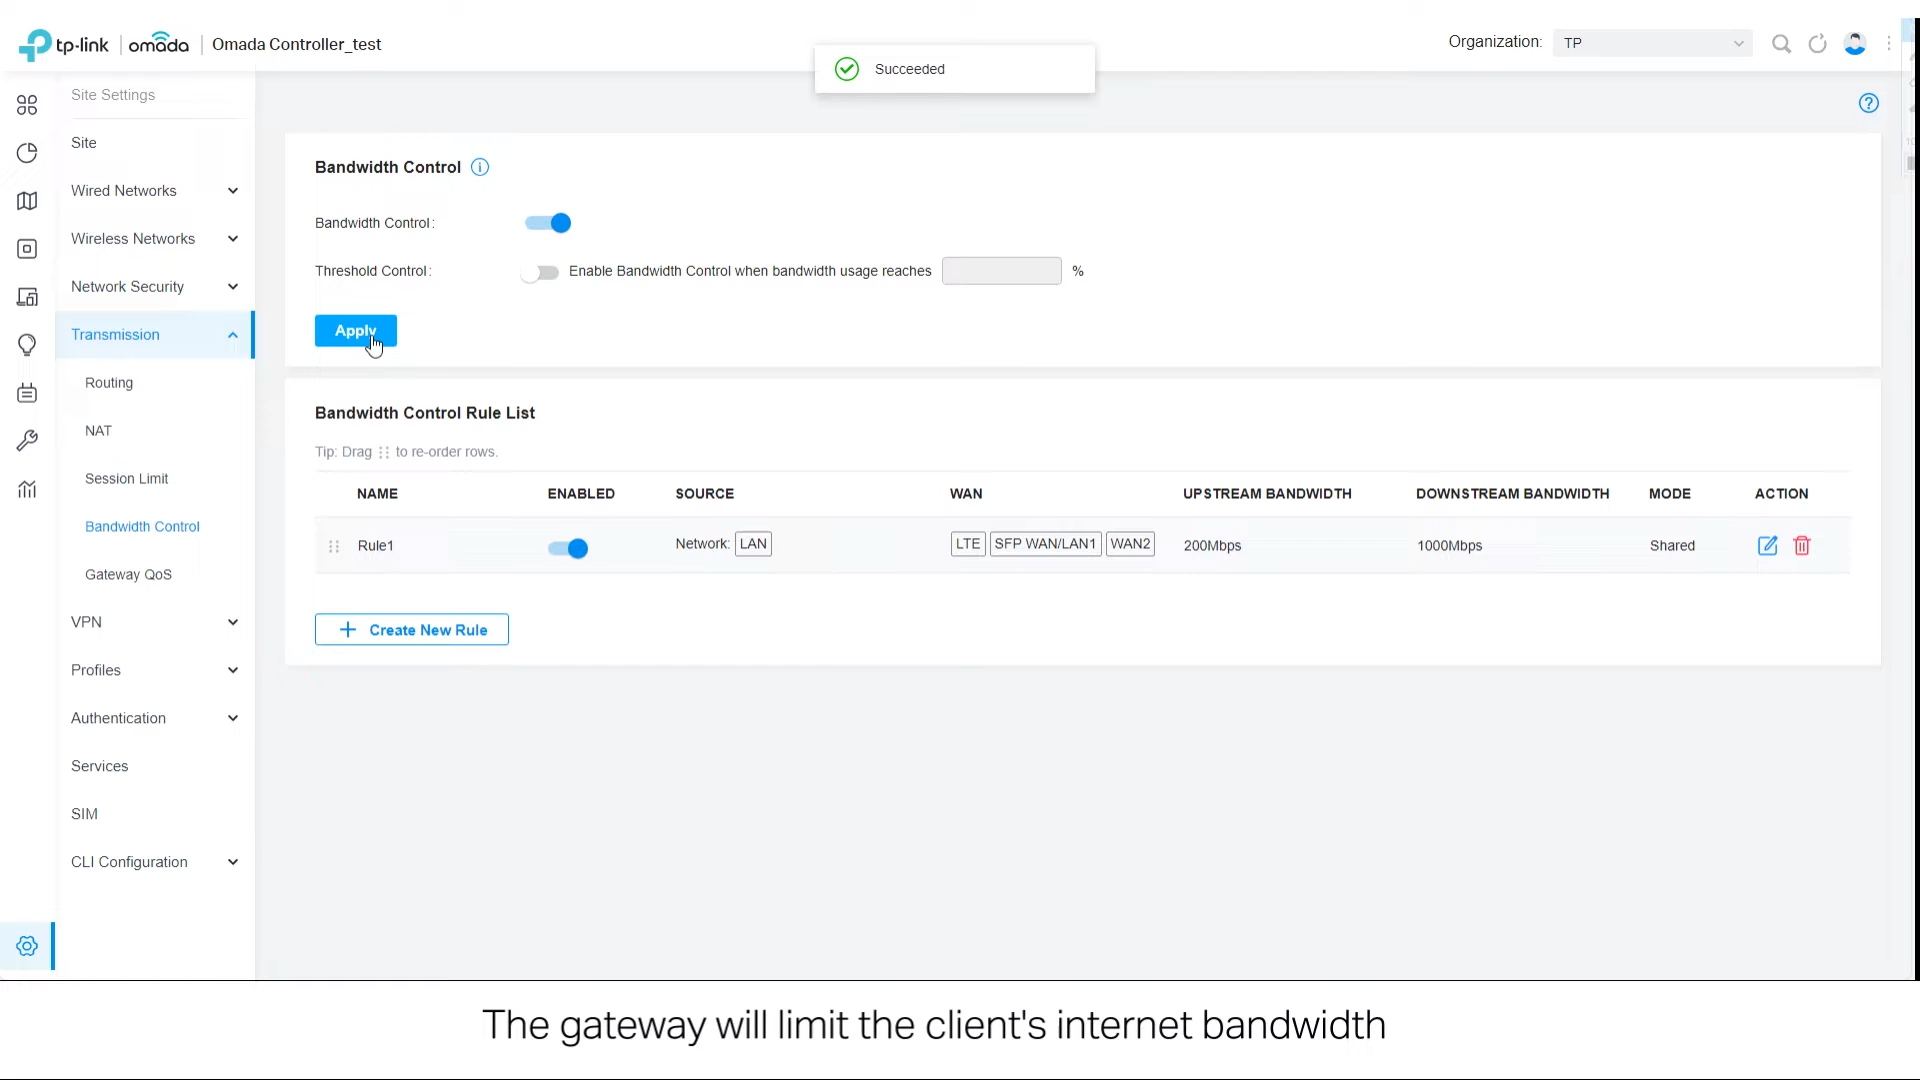 tp-link | omada | Omada Controller_test
Organization: TP
Succeeded
Site Settings
Site
Wired Networks
Wireless Networks
Network Security
Transmission
Routing
NAT
Session Limit
Bandwidth Control
Gateway QoS
VPN
Profiles
Authentication
Services
SIM
CLI Configuration
Bandwidth Control
Bandwidth Control:
Threshold Control: Enable Bandwidth Control when bandwidth usage reaches %
Apply
Bandwidth Control Rule List
Tip: Drag to re-order rows.
NAME ENABLED SOURCE WAN UPSTREAM BANDWIDTH DOWNSTREAM BANDWIDTH MODE ACTION
Rule1 Network: LAN LTE SFP WAN/LAN1 WAN2 200Mbps 1000Mbps Shared
Create New Rule
The gateway will limit the client's internet bandwidth